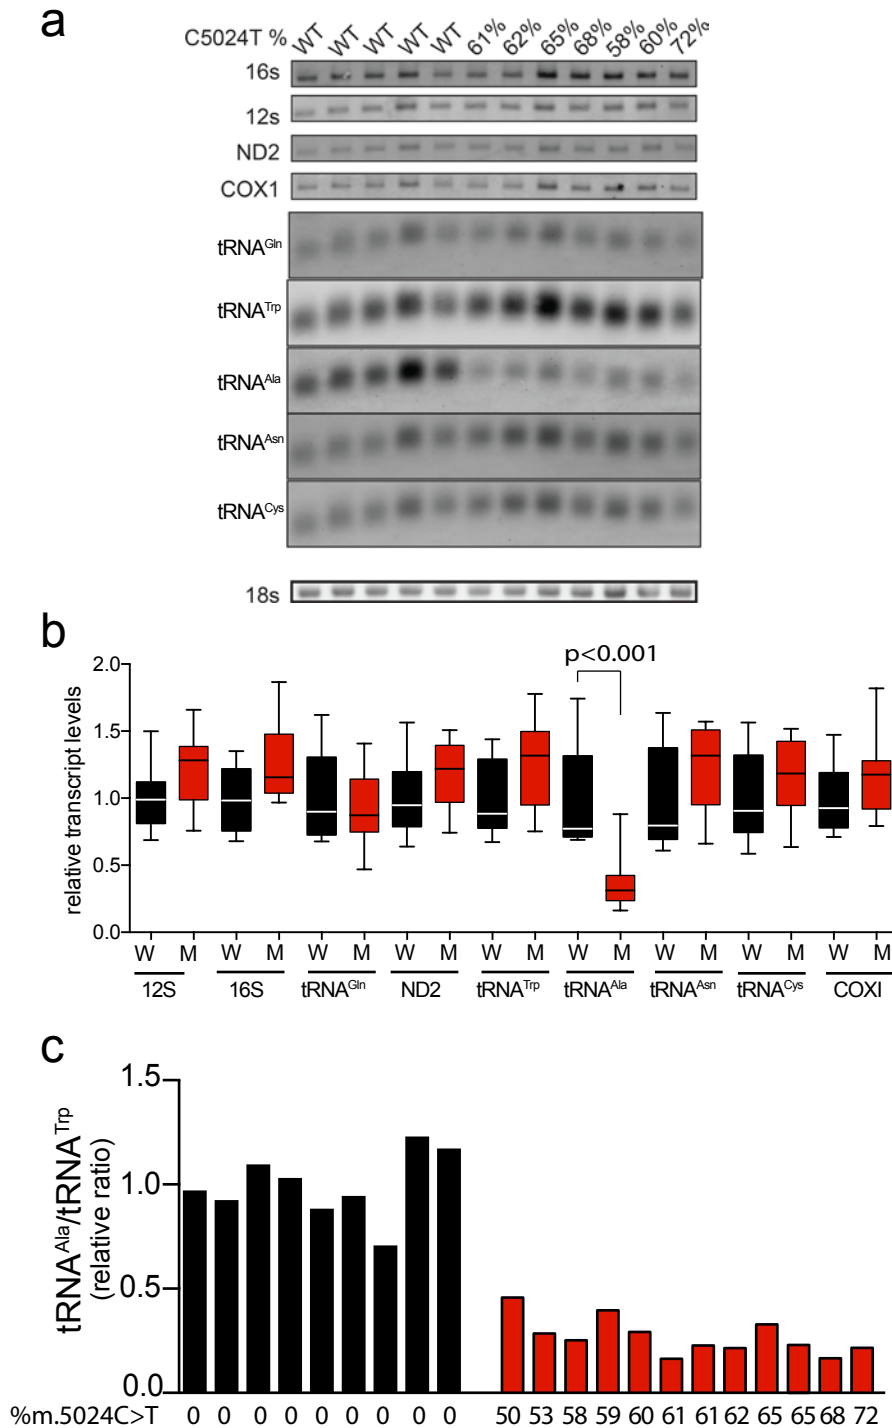 a
C5024T % WT WT WT WT WT 61% 62% 65% 68% 58% 60% 72%
16s
12s
ND2
COX1
tRNAGln
tRNATrp
tRNAAla
tRNAAsn
tRNACys
18s
b
p<0.001
relative transcript levels
2.0
1.5
1.0
0.5
0.0
W M W M W M W M W M W M W M W M W M
12S 16S tRNAGln ND2 tRNATrp tRNAAla tRNAAsn tRNACys COXI
c
tRNAAla/tRNATrp
(relative ratio)
1.5
1.0
0.5
0.0
%m.5024C>T 0 0 0 0 0 0 0 0 0 50 53 58 59 60 61 61 62 65 65 68 72